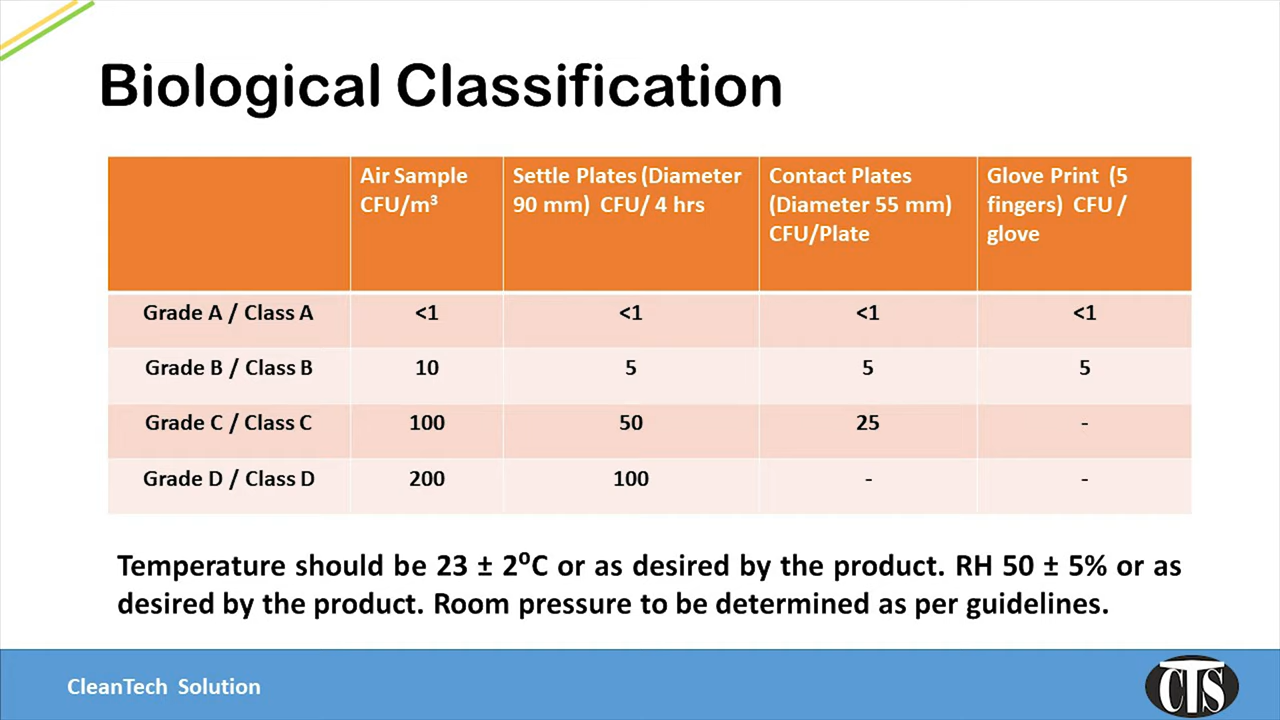 Biological Classification
Air Sample CFU/m³
Settle Plates (Diameter 90 mm) CFU/ 4 hrs
Contact Plates (Diameter 55 mm) CFU/Plate
Glove Print (5 fingers) CFU / glove
Grade A / Class A <1 <1 <1 <1
Grade B / Class B 10 5 5 5
Grade C / Class C 100 50 25 -
Grade D / Class D 200 100 - -
Temperature should be 23 ± 2⁰C or as desired by the product. RH 50 ± 5% or as
desired by the product. Room pressure to be determined as per guidelines.
CleanTech Solution
CTS